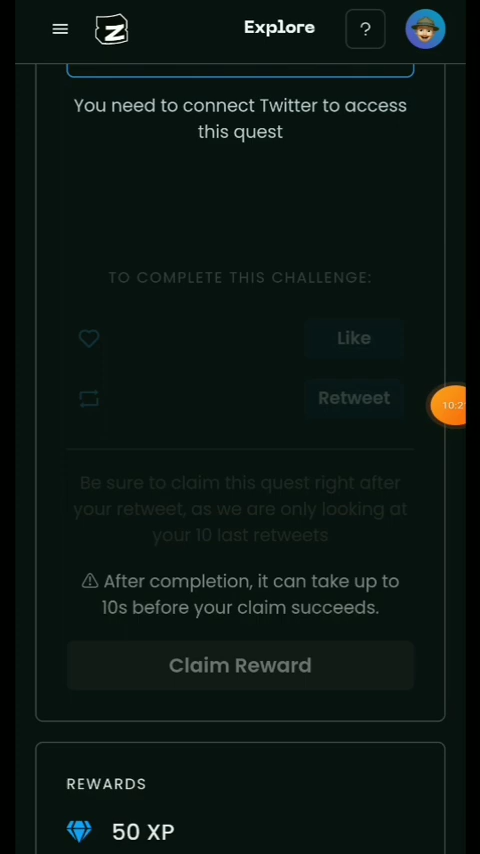 Z
Explore
?
You need to connect Twitter to access
this quest
TO COMPLETE THIS CHALLENGE:
Like
Retweet
10:2
Be sure to claim this quest right after
your retweet, as we are only looking at
your 10 last retweets
⚠ After completion, it can take up to
10s before your claim succeeds.
Claim Reward
REWARDS
50 XP